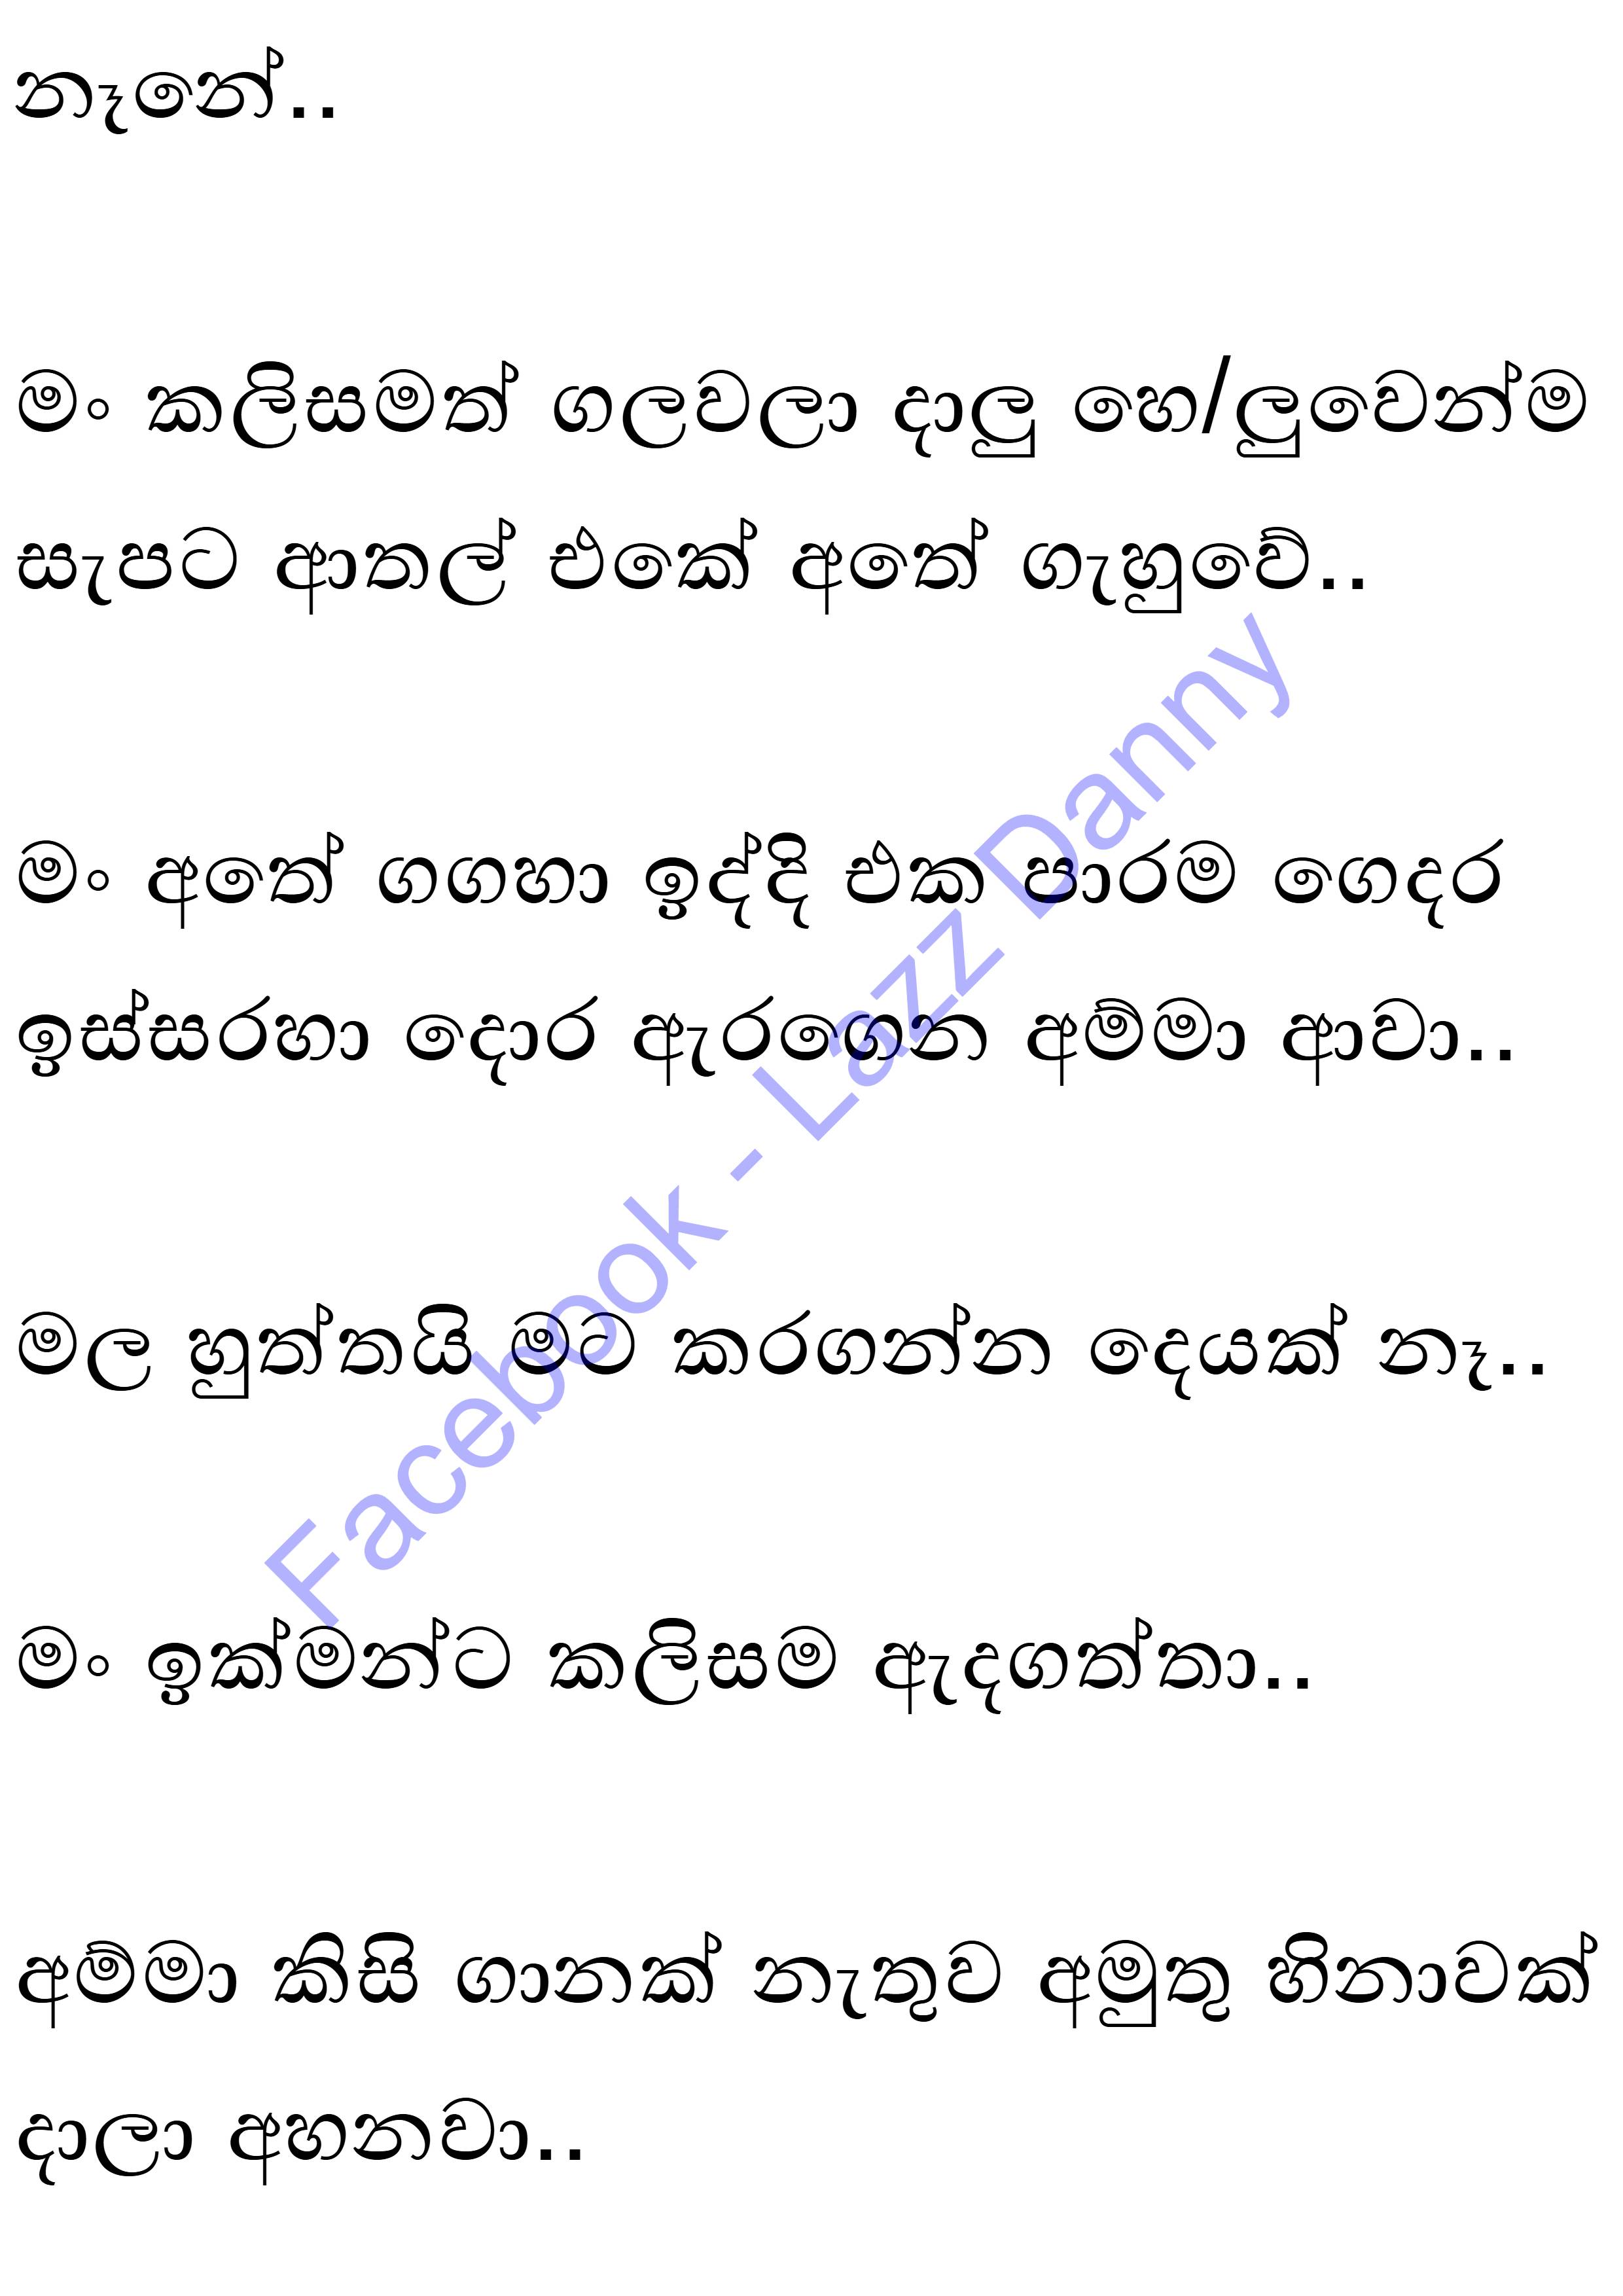 නෑනේ..
මං කලිසමත් ගලවලා දාලු හෙ/ලුවෙන්ම
සැපට ආතල් එකේ අතේ ගැහුවේ..
මං අතේ ගගහා ඉද්දි එක පාරම ගෙදර
ඉස්සරහා දොර ඇරගෙන අම්මා ආවා..
මල හුත්තයි මට කරගන්න දෙයක් නෑ..
මං ඉක්මන්ට කලිසම ඇදගත්තා..
අම්මා කිසි ගානක් නැතුව අමුතු හිනාවක්
දාලා අහනවා..
Facebook - Lazz Danny